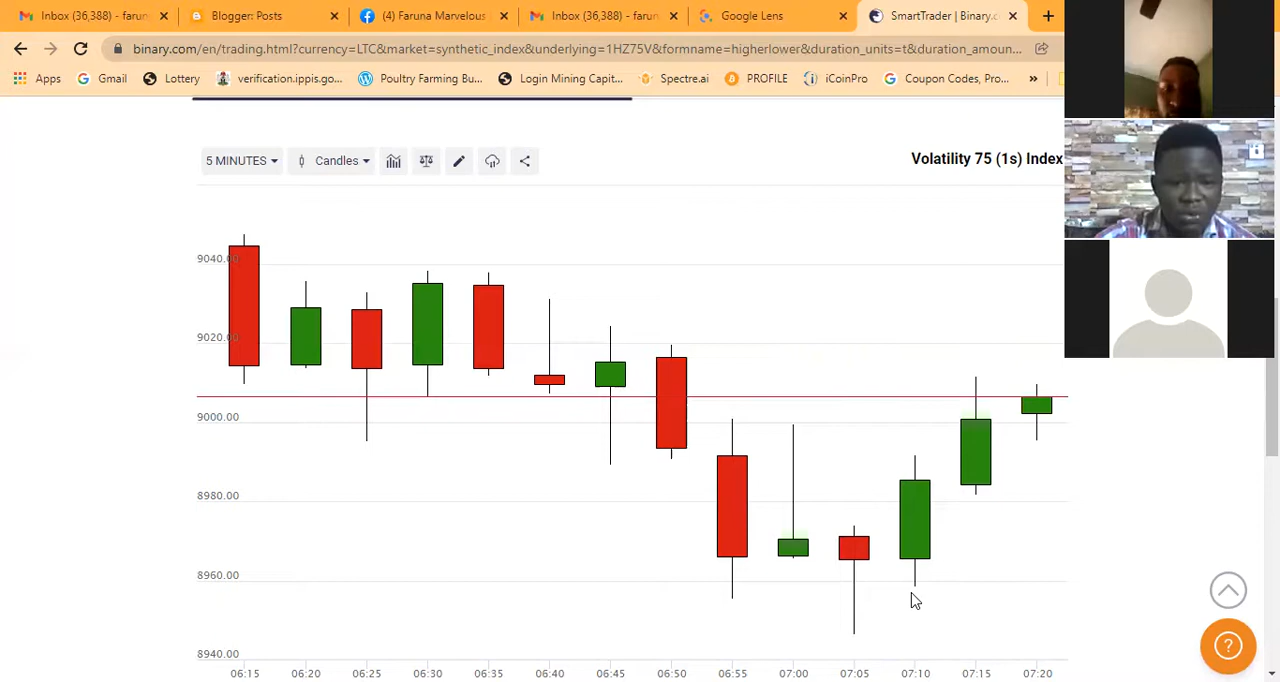 Inbox (36,388) - farun
Blogger: Posts
(4) Faruna Marvelous
Inbox (36,388) - faruna
Google Lens
SmartTrader | Binary.c
binary.com/en/trading.html?currency=LTC&market=synthetic_index&underlying=1HZ75V&formname=higherlower&duration_units=t&duration_amoun...
Apps
Gmail
Lottery
verification.ippis.go...
Poultry Farming Bu...
Login Mining Capit...
Spectre.ai
PROFILE
iCoinPro
Coupon Codes, Pro...
»
5 MINUTES
Candles
Volatility 75 (1s) Index
9040.00
9020.00
9000.00
8980.00
8960.00
8940.00
06:15 06:20 06:25 06:30 06:35 06:40 06:45 06:50 06:55 07:00 07:05 07:10 07:15 07:20